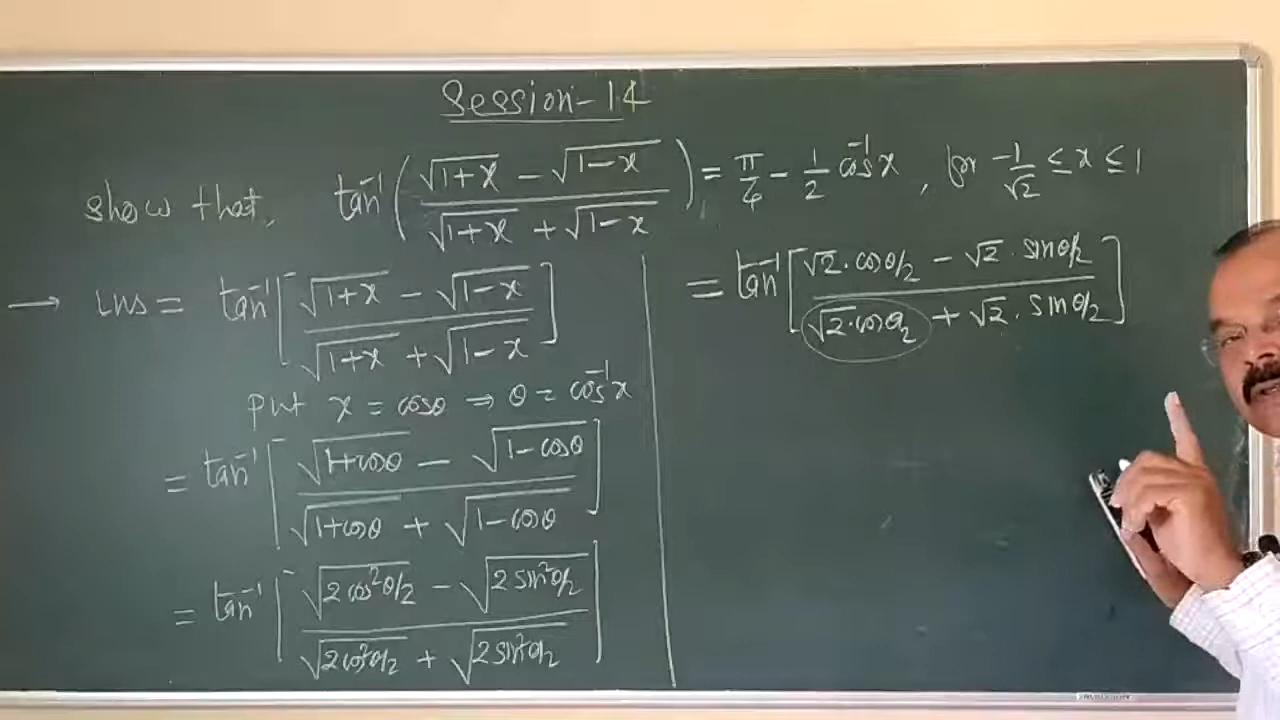 Session-14
show that, tan⁻¹(√(1+x) − √(1−x) / √(1+x) + √(1−x)) = π/4 − 1/2 cos⁻¹x, for −1/√2 ≤ x ≤ 1
→ LHS = tan⁻¹[√(1+x) − √(1−x) / √(1+x) + √(1−x)]
put x = cosθ ⇒ θ = cos⁻¹x
= tan⁻¹[√(1+cosθ) − √(1−cosθ) / √(1+cosθ) + √(1−cosθ)]
= tan⁻¹[√(2cos²θ/2) − √(2sin²θ/2) / √(2cos²θ/2) + √(2sin²θ/2)]
= tan⁻¹[√2·cosθ/2 − √2·sinθ/2 / √2·cosθ/2 + √2·sinθ/2]